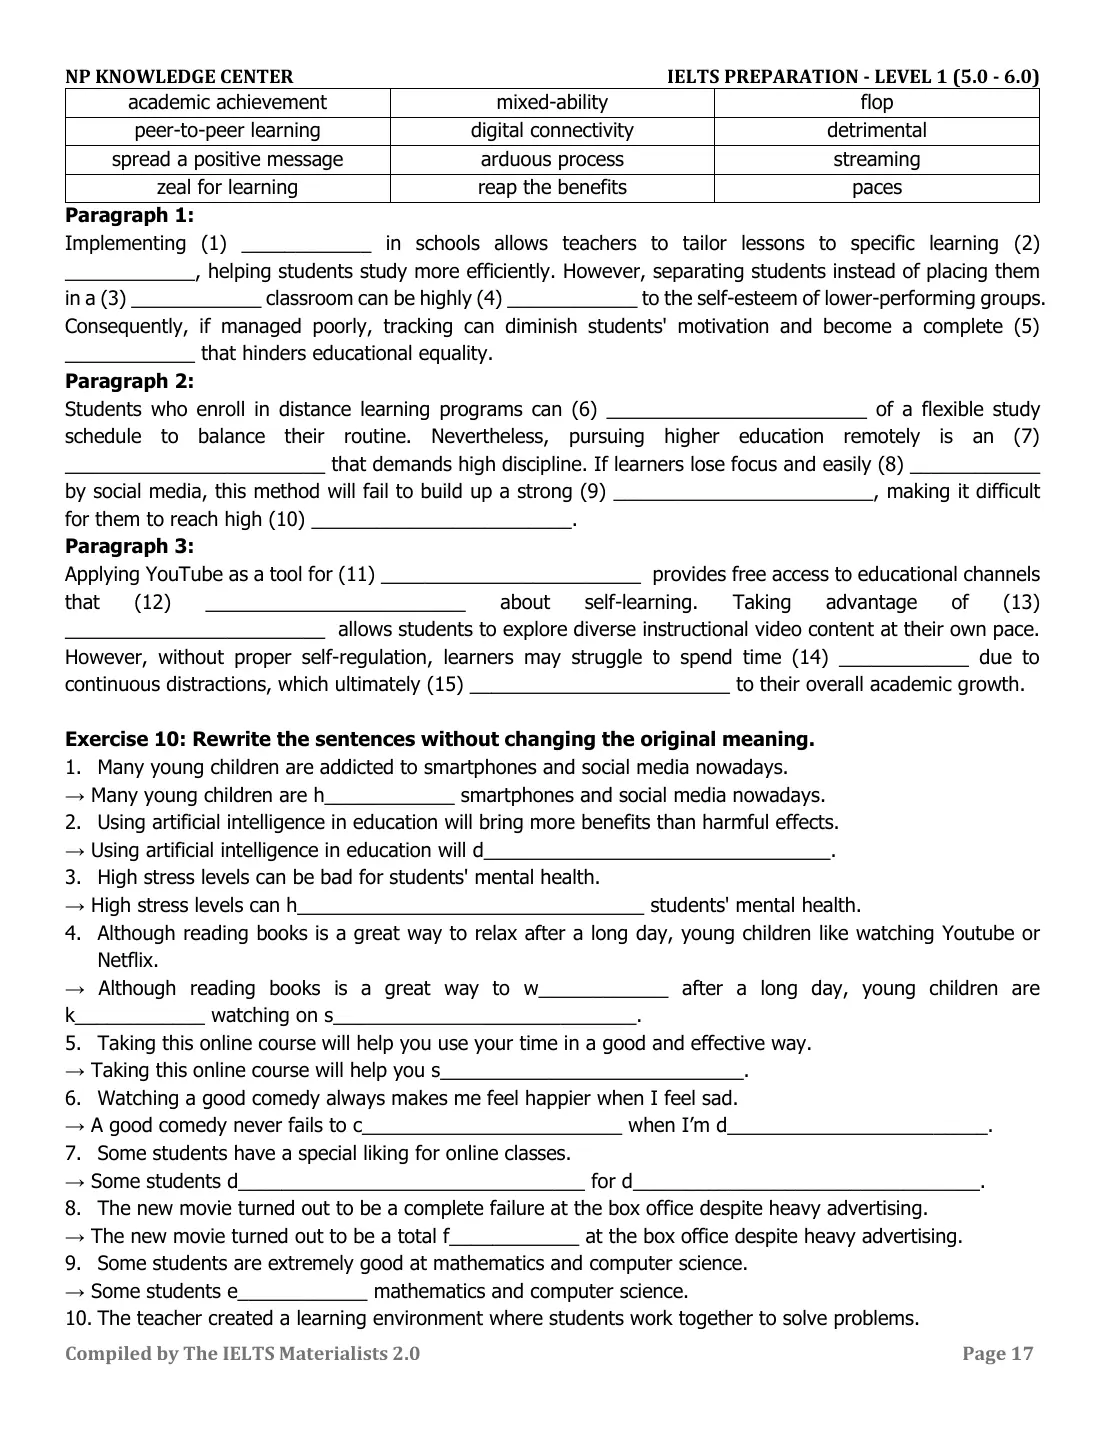 NP KNOWLEDGE CENTER IELTS PREPARATION - LEVEL 1 (5.0 - 6.0)
academic achievement mixed-ability flop
peer-to-peer learning digital connectivity detrimental
spread a positive message arduous process streaming
zeal for learning reap the benefits paces
Paragraph 1:
Implementing (1) ____________ in schools allows teachers to tailor lessons to specific learning (2)
____________, helping students study more efficiently. However, separating students instead of placing them
in a (3) ____________ classroom can be highly (4) ____________ to the self-esteem of lower-performing groups.
Consequently, if managed poorly, tracking can diminish students' motivation and become a complete (5)
____________ that hinders educational equality.
Paragraph 2:
Students who enroll in distance learning programs can (6) ________________________ of a flexible study
schedule to balance their routine. Nevertheless, pursuing higher education remotely is an (7)
________________________ that demands high discipline. If learners lose focus and easily (8) ____________
by social media, this method will fail to build up a strong (9) ________________________, making it difficult
for them to reach high (10) ________________________.
Paragraph 3:
Applying YouTube as a tool for (11) ________________________ provides free access to educational channels
that (12) ________________________ about self-learning. Taking advantage of (13)
________________________ allows students to explore diverse instructional video content at their own pace.
However, without proper self-regulation, learners may struggle to spend time (14) ____________ due to
continuous distractions, which ultimately (15) ________________________ to their overall academic growth.
Exercise 10: Rewrite the sentences without changing the original meaning.
1. Many young children are addicted to smartphones and social media nowadays.
→ Many young children are h____________ smartphones and social media nowadays.
2. Using artificial intelligence in education will bring more benefits than harmful effects.
→ Using artificial intelligence in education will d________________________________.
3. High stress levels can be bad for students' mental health.
→ High stress levels can h________________________________ students' mental health.
4. Although reading books is a great way to relax after a long day, young children like watching Youtube or
Netflix.
→ Although reading books is a great way to w____________ after a long day, young children are
k____________ watching on s____________________________.
5. Taking this online course will help you use your time in a good and effective way.
→ Taking this online course will help you s____________________________.
6. Watching a good comedy always makes me feel happier when I feel sad.
→ A good comedy never fails to c________________________ when I’m d________________________.
7. Some students have a special liking for online classes.
→ Some students d________________________________ for d________________________________.
8. The new movie turned out to be a complete failure at the box office despite heavy advertising.
→ The new movie turned out to be a total f____________ at the box office despite heavy advertising.
9. Some students are extremely good at mathematics and computer science.
→ Some students e____________ mathematics and computer science.
10. The teacher created a learning environment where students work together to solve problems.
Compiled by The IELTS Materialists 2.0 Page 17